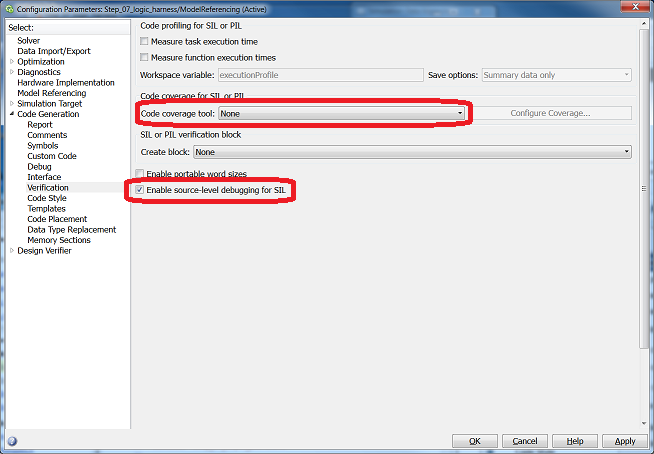 Configuration Parameters: Step_07_logic_harness/ModelReferencing (Active)
Select:
Solver
Data Import/Export
Optimization
Diagnostics
Hardware Implementation
Model Referencing
Simulation Target
Code Generation
Report
Comments
Symbols
Custom Code
Debug
Interface
Verification
Code Style
Templates
Code Placement
Data Type Replacement
Memory Sections
Design Verifier
Code profiling for SIL or PIL
Measure task execution time
Measure function execution times
Workspace variable: executionProfile Save options: Summary data only
Code coverage for SIL or PIL
Code coverage tool: None Configure Coverage...
SIL or PIL verification block
Create block: None
Enable portable word sizes
Enable source-level debugging for SIL
OK Cancel Help Apply